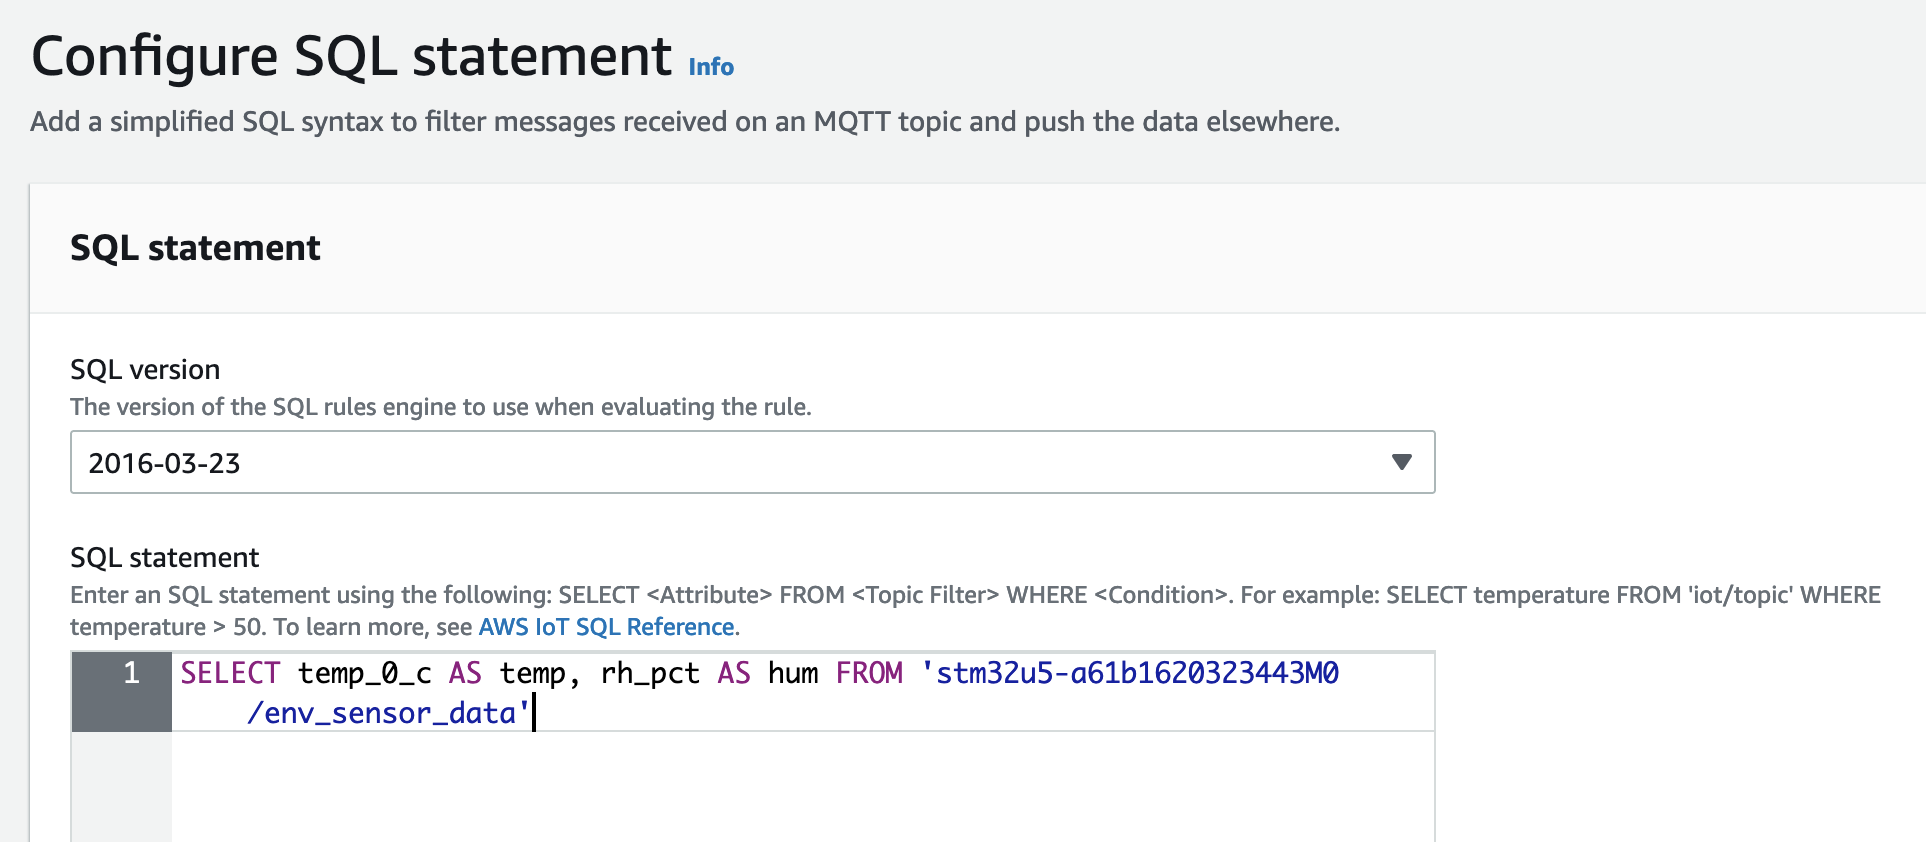 Configure SQL statement Info
Add a simplified SQL syntax to filter messages received on an MQTT topic and push the data elsewhere.
SQL statement
SQL version
The version of the SQL rules engine to use when evaluating the rule.
2016-03-23
SQL statement
Enter an SQL statement using the following: SELECT <Attribute> FROM <Topic Filter> WHERE <Condition>. For example: SELECT temperature FROM 'iot/topic' WHERE
temperature > 50. To learn more, see AWS IoT SQL Reference.
1 SELECT temp_0_c AS temp, rh_pct AS hum FROM 'stm32u5-a61b1620323443M0
/env_sensor_data'